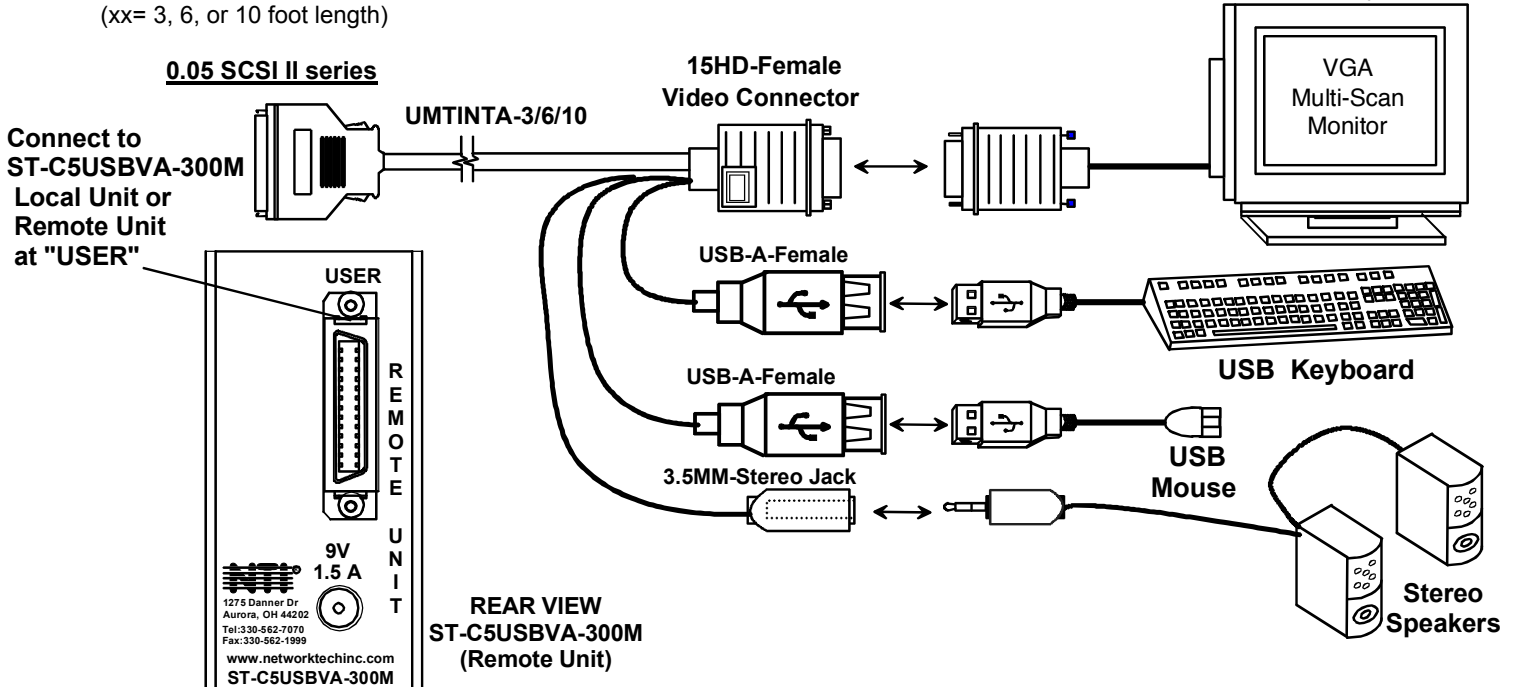 (xx= 3, 6, or 10 foot length)
0.05 SCSI II series
UMTINTA-3/6/10
15HD-Female
Video Connector
VGA
Multi-Scan
Monitor
Connect to
ST-C5USBVA-300M
Local Unit or
Remote Unit
at "USER"
USB-A-Female
USB Keyboard
USB-A-Female
USB
Mouse
3.5MM-Stereo Jack
Stereo
Speakers
USER
REMOTE UNIT
9V
1.5 A
NTI
1275 Danner Dr
Aurora, OH 44202
Tel:330-562-7070
Fax:330-562-1999
www.networktechinc.com
ST-C5USBVA-300M
REAR VIEW
ST-C5USBVA-300M
(Remote Unit)